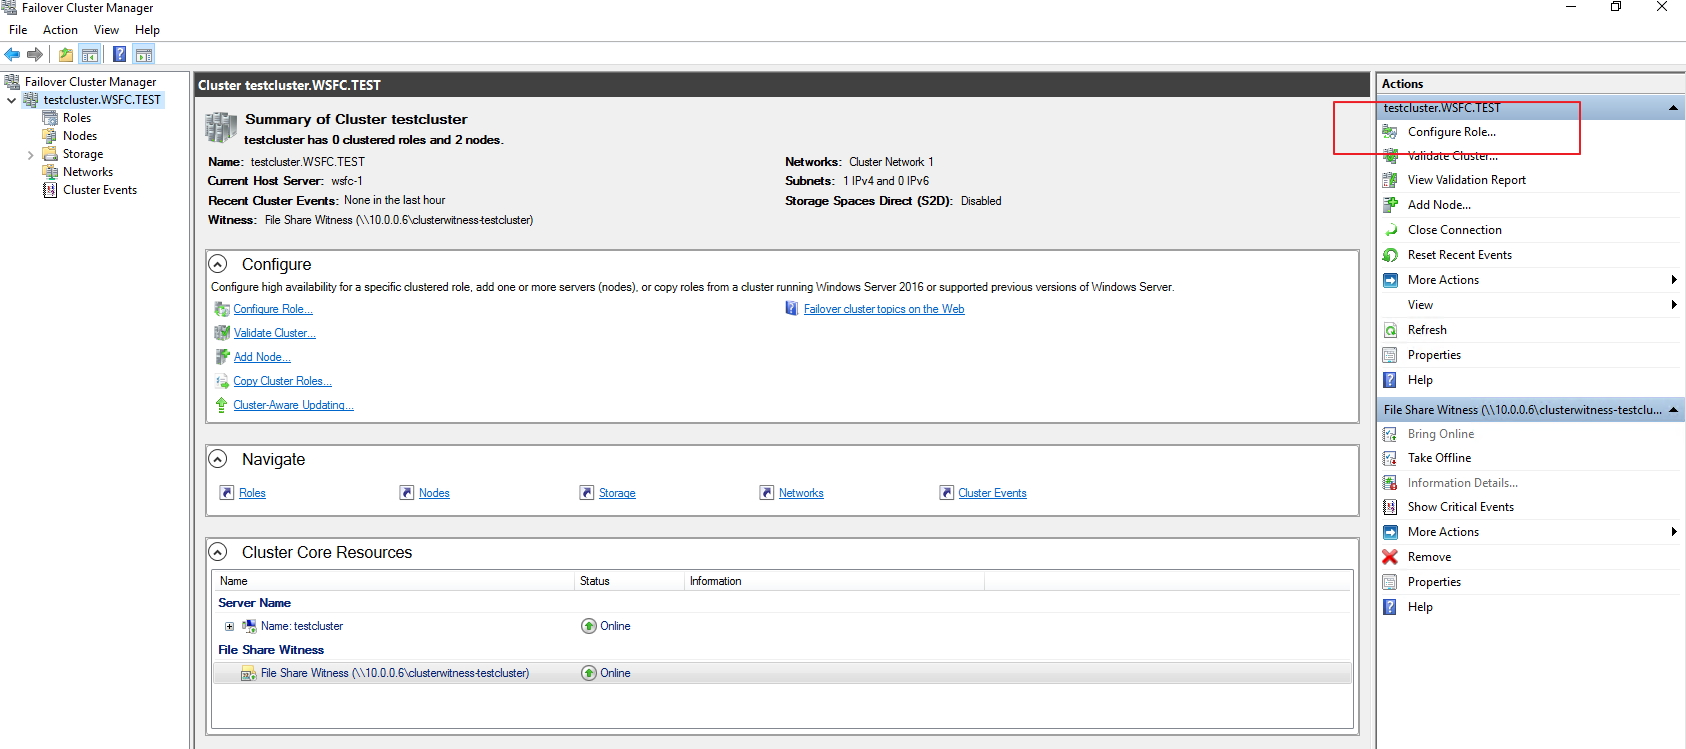 Failover Cluster Manager
File Action View Help
Failover Cluster Manager
testcluster.WSFC.TEST
Roles
Nodes
Storage
Networks
Cluster Events
Cluster testcluster.WSFC.TEST
Summary of Cluster testcluster
testcluster has 0 clustered roles and 2 nodes.
Name: testcluster.WSFC.TEST
Networks: Cluster Network 1
Current Host Server: wsfc-1
Subnets: 1 IPv4 and 0 IPv6
Recent Cluster Events: None in the last hour
Storage Spaces Direct (S2D): Disabled
Witness: File Share Witness (\\10.0.0.6\clusterwitness-testcluster)
Configure
Configure high availability for a specific clustered role, add one or more servers (nodes), or copy roles from a cluster running Windows Server 2016 or supported previous versions of Windows Server.
Configure Role...
Failover cluster topics on the Web
Validate Cluster...
Add Node...
Copy Cluster Roles...
Cluster-Aware Updating...
Navigate
Roles Nodes Storage Networks Cluster Events
Cluster Core Resources
Name Status Information
Server Name
Name: testcluster Online
File Share Witness
File Share Witness (\\10.0.0.6\clusterwitness-testcluster) Online
Actions
testcluster.WSFC.TEST
Configure Role...
Validate Cluster...
View Validation Report
Add Node...
Close Connection
Reset Recent Events
More Actions
View
Refresh
Properties
Help
File Share Witness (\\10.0.0.6\clusterwitness-testclu...
Bring Online
Take Offline
Information Details...
Show Critical Events
More Actions
Remove
Properties
Help